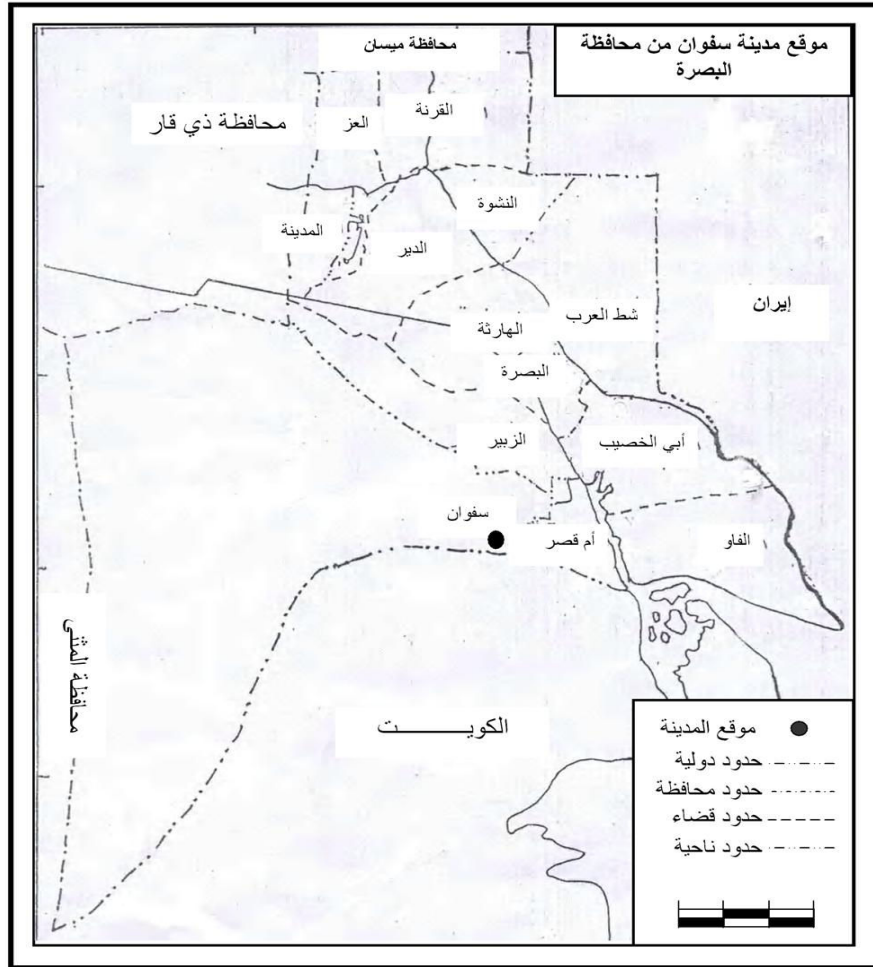 موقع مدينة سفوان من محافظة
البصرة
محافظة ميسان
القرنة
العز
محافظة ذي قار
النشوة
المدينة
الدير
إيران
شط العرب
الهارثة
البصرة
أبي الخصيب
الزبير
سفوان
أم قصر
الفاو
محافظة المثنى
الكويــــــــت
موقع المدينة
حدود دولية
حدود محافظة
حدود قضاء
حدود ناحية